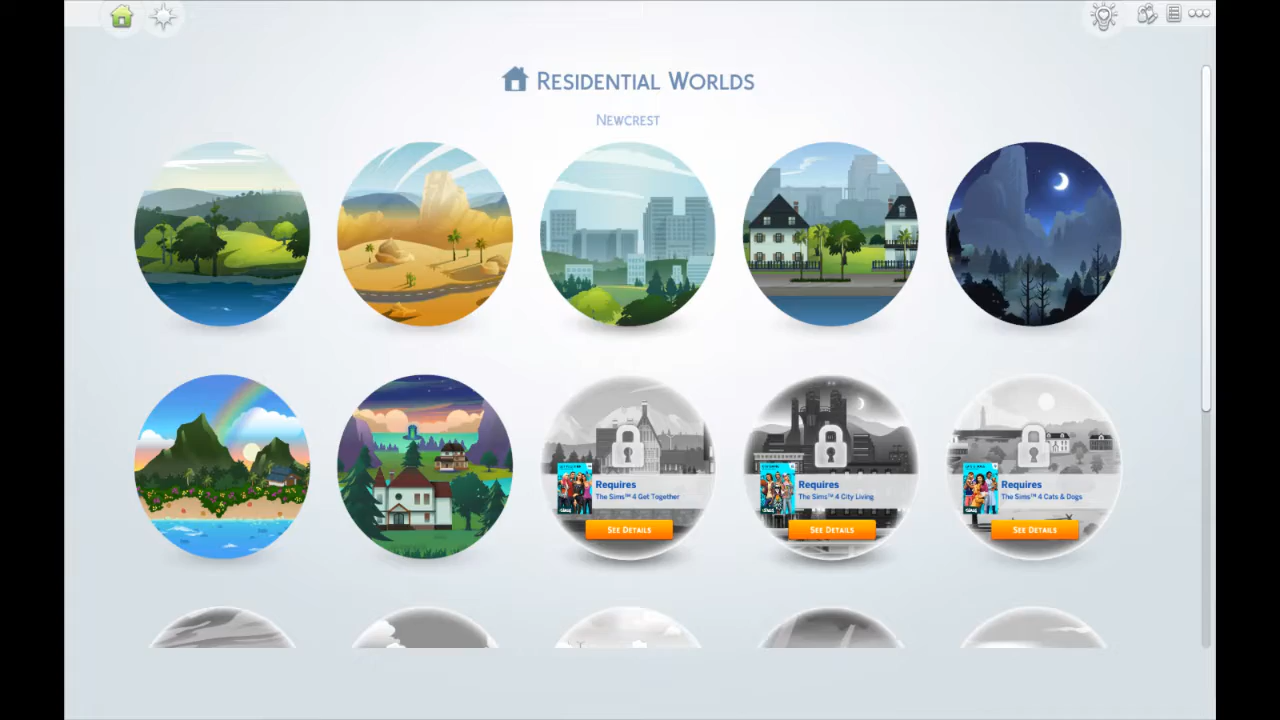 RESIDENTIAL WORLDS
NEWCREST
Requires
The Sims™ 4 Get Together
SEE DETAILS
Requires
The Sims™ 4 City Living
SEE DETAILS
Requires
The Sims™ 4 Cats & Dogs
SEE DETAILS